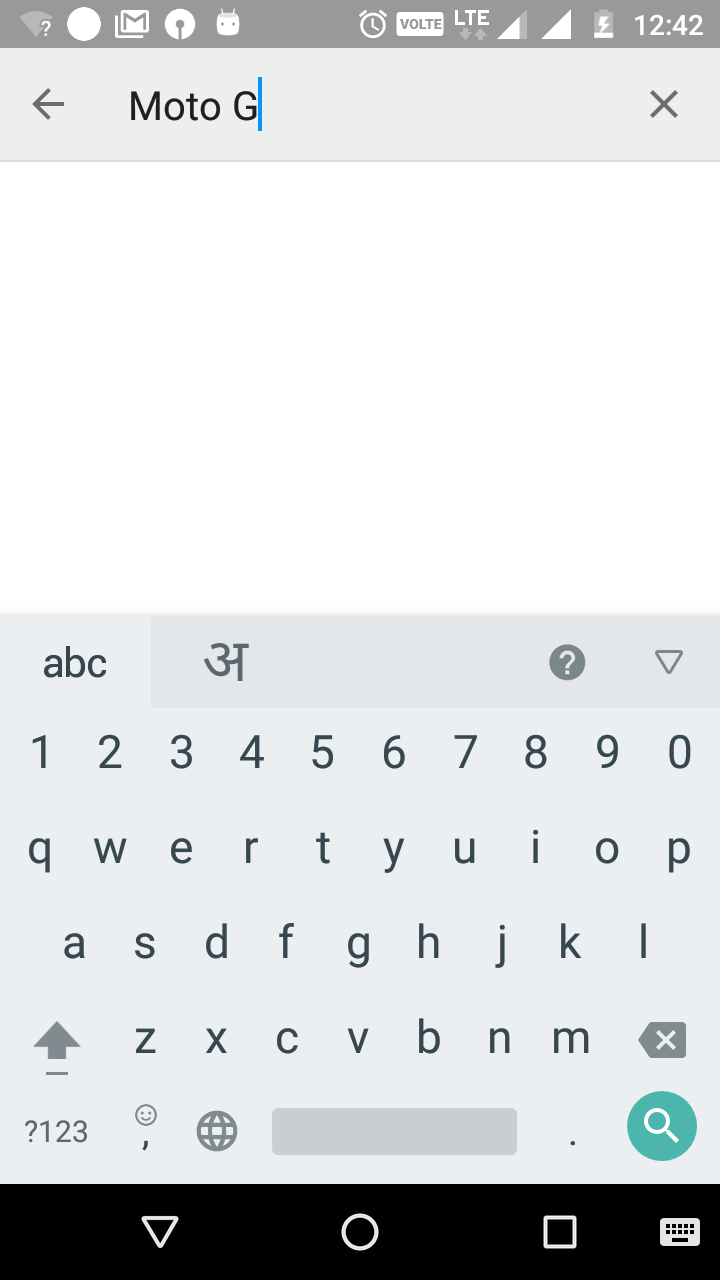 VOLTE LTE 12:42
Moto G
abc अ ?
1 2 3 4 5 6 7 8 9 0
q w e r t y u i o p
a s d f g h j k l
z x c v b n m
?123 , .